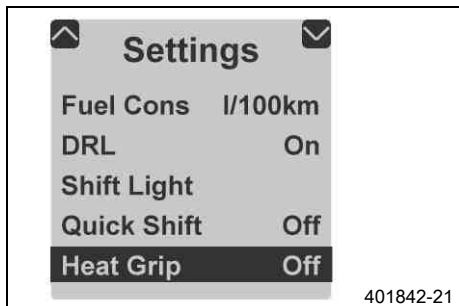 Settings
Fuel Cons l/100km
DRL On
Shift Light
Quick Shift Off
Heat Grip Off
401842-21